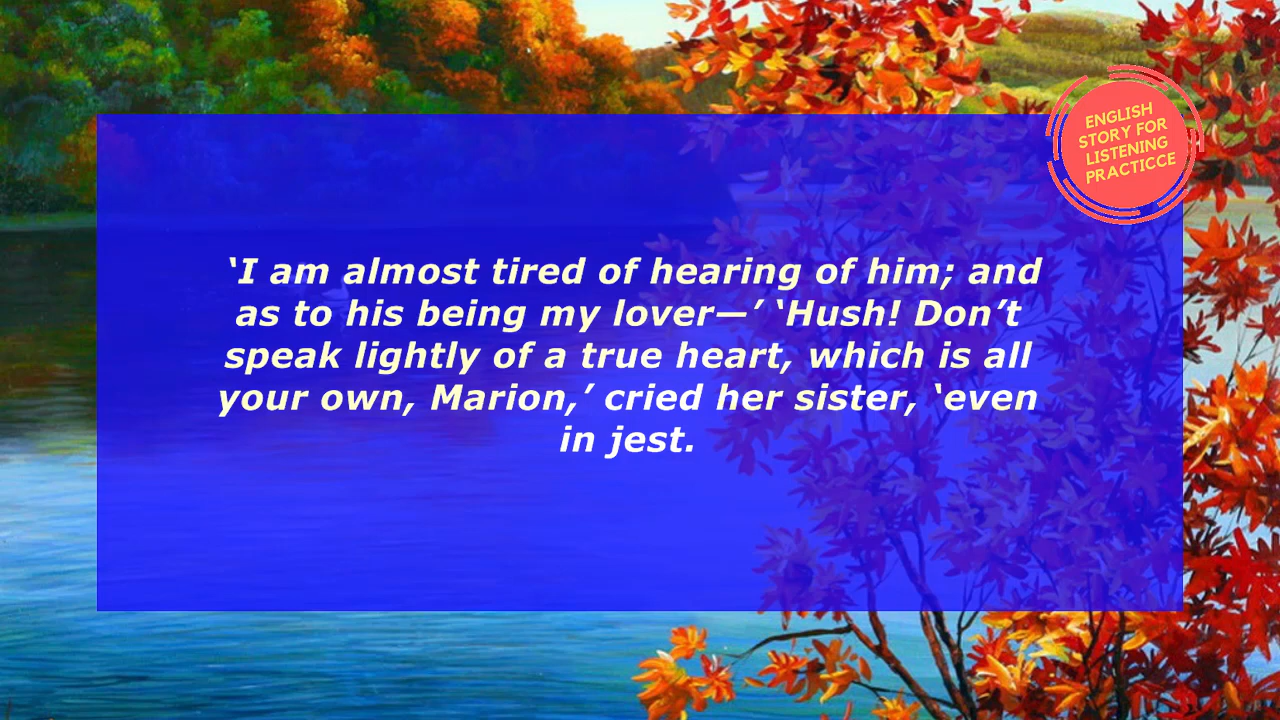 ENGLISH
STORY FOR
LISTENING
PRACTICCE
‘I am almost tired of hearing of him; and
as to his being my lover—’ ‘Hush! Don’t
speak lightly of a true heart, which is all
your own, Marion,’ cried her sister, ‘even
in jest.